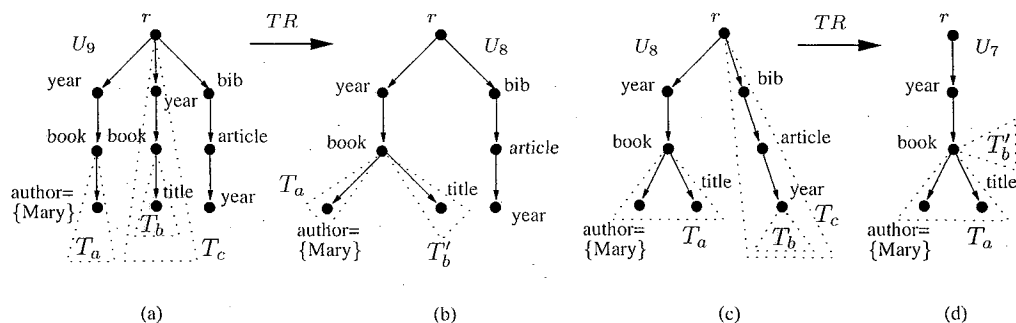 r
U9
year
year
bib
book
book
article
author=
{Mary}
title
year
Ta
Tb
Tc
(a)
TR
r
U8
year
bib
book
article
Ta
title
year
author=
{Mary}
T'b
(b)
r
U8
year
bib
book
article
title
year
author=
{Mary}
Ta
Tb
Tc
(c)
TR
r
U7
year
book
T'b
title
author=
{Mary}
Ta
(d)